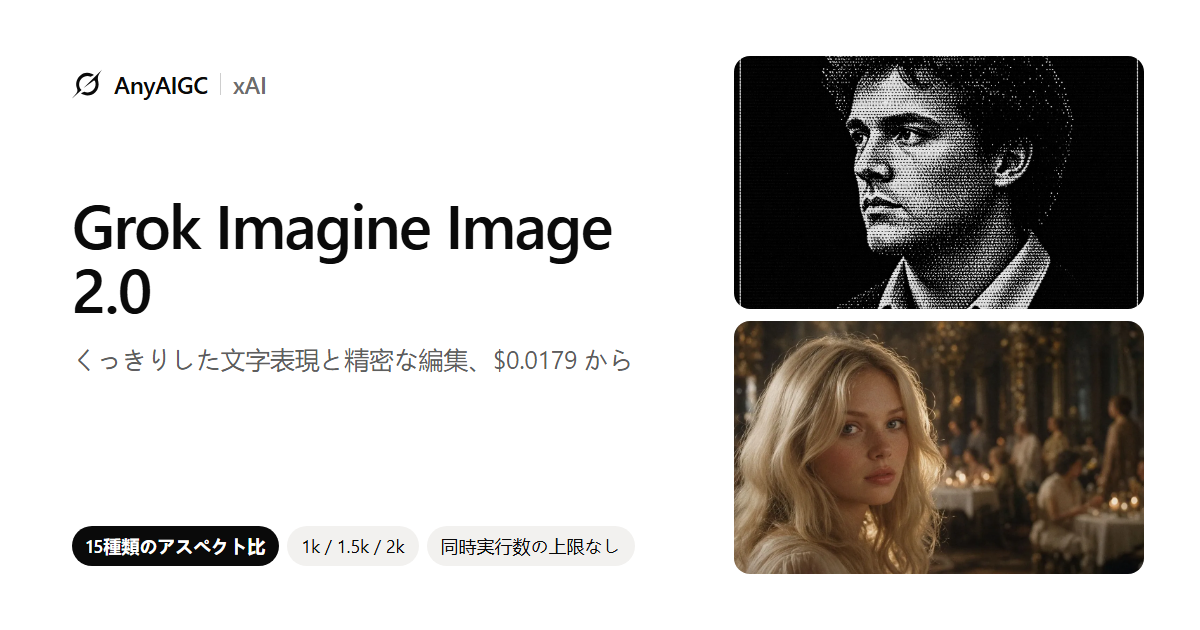 AnyAIGC | xAI
Grok Imagine Image
2.0
くっきりした文字表現と精密な編集、$0.0179 から
15種類のアスペクト比
1k / 1.5k / 2k
同時実行数の上限なし